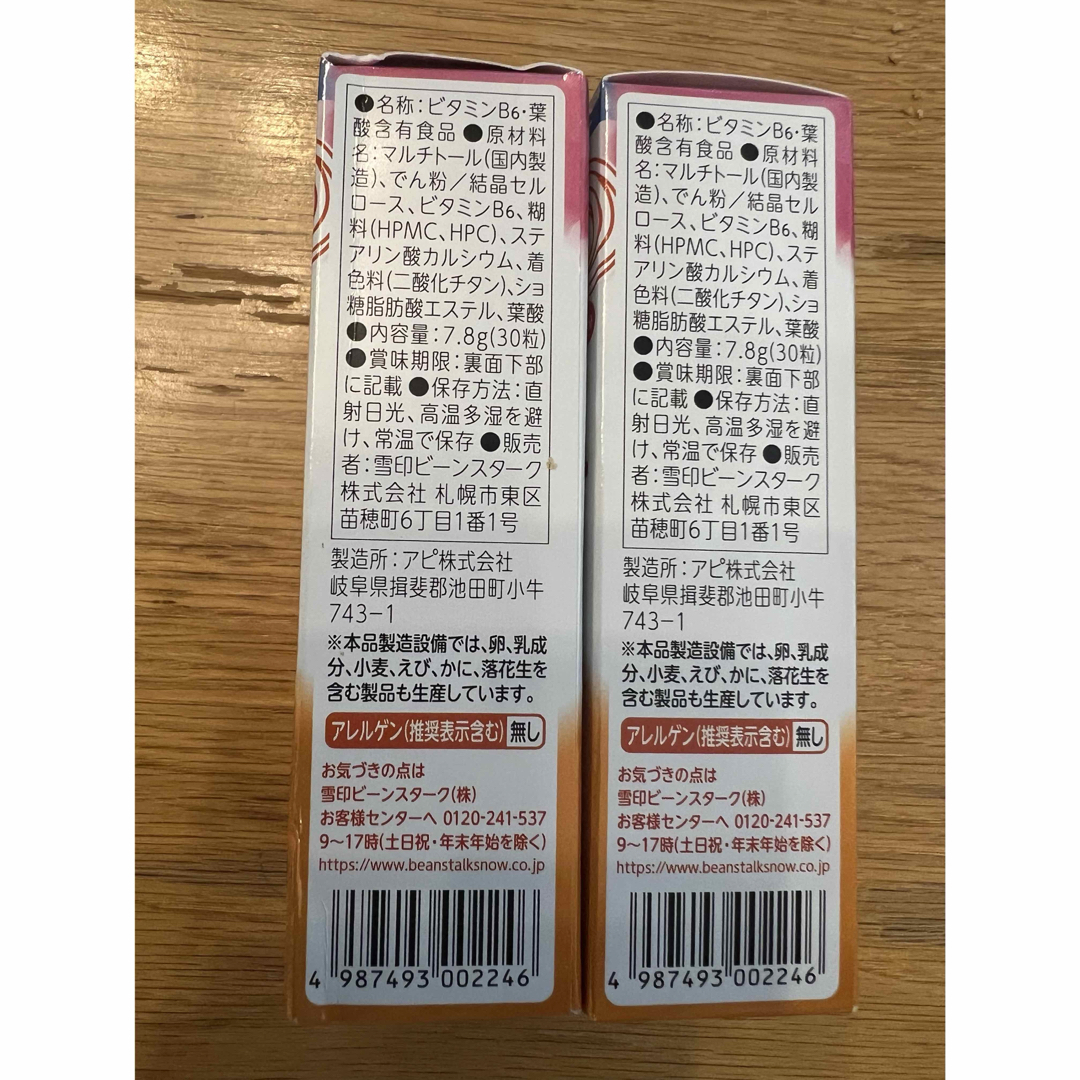 ●名称:ビタミンB6・葉
酸含有食品 ●原材料
名:マルチトール(国内製
造)、でん粉/結晶セル
ロース、ビタミンB6、糊
料(HPMC、HPC)、ステ
アリン酸カルシウム、着
色料(二酸化チタン)、ショ
糖脂肪酸エステル、葉酸
●内容量:7.8g(30粒)
●賞味期限:裏面下部
に記載 ●保存方法:直
射日光、高温多湿を避
け、常温で保存 ●販売
者:雪印ビーンスターク
株式会社 札幌市東区
苗穂町6丁目1番1号
製造所:アピ株式会社
岐阜県揖斐郡池田町小牛
743-1
※本品製造設備では、卵、乳成
分、小麦、えび、かに、落花生を
含む製品も生産しています。
アレルゲン(推奨表示含む) 無し
お気づきの点は
雪印ビーンスターク(株)
お客様センターへ 0120-241-537
9〜17時(土日祝・年末年始を除く)
https://www.beanstalksnow.co.jp
4 987493 002246
●名称:ビタミンB6・葉
酸含有食品 ●原材料
名:マルチトール(国内製
造)、でん粉/結晶セル
ロース、ビタミンB6、糊
料(HPMC、HPC)、ステ
アリン酸カルシウム、着
色料(二酸化チタン)、ショ
糖脂肪酸エステル、葉酸
●内容量:7.8g(30粒)
●賞味期限:裏面下部
に記載 ●保存方法:直
射日光、高温多湿を避
け、常温で保存 ●販売
者:雪印ビーンスターク
株式会社 札幌市東区
苗穂町6丁目1番1号
製造所:アピ株式会社
岐阜県揖斐郡池田町小牛
743-1
※本品製造設備では、卵、乳成
分、小麦、えび、かに、落花生を
含む製品も生産しています。
アレルゲン(推奨表示含む) 無し
お気づきの点は
雪印ビーンスターク(株)
お客様センターへ 0120-241-537
9〜17時(土日祝・年末年始を除く)
https://www.beanstalksnow.co.jp
4 987493 002246